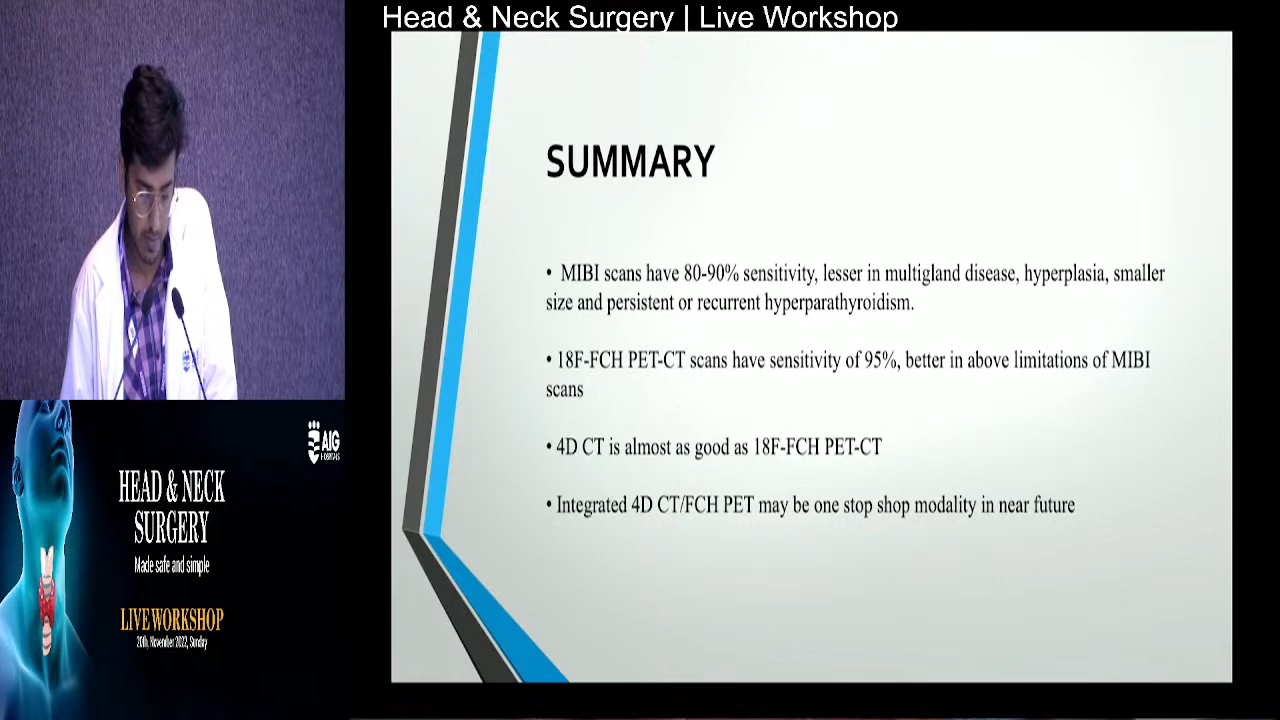 Head & Neck Surgery | Live Workshop
SUMMARY
• MIBI scans have 80-90% sensitivity, lesser in multigland disease, hyperplasia, smaller
size and persistent or recurrent hyperparathyroidism.
• 18F-FCH PET-CT scans have sensitivity of 95%, better in above limitations of MIBI
scans
• 4D CT is almost as good as 18F-FCH PET-CT
• Integrated 4D CT/FCH PET may be one stop shop modality in near future
AIG
HOSPITALS
HEAD & NECK
SURGERY
Made safe and simple
LIVE WORKSHOP
20th, November 2022, Sunday